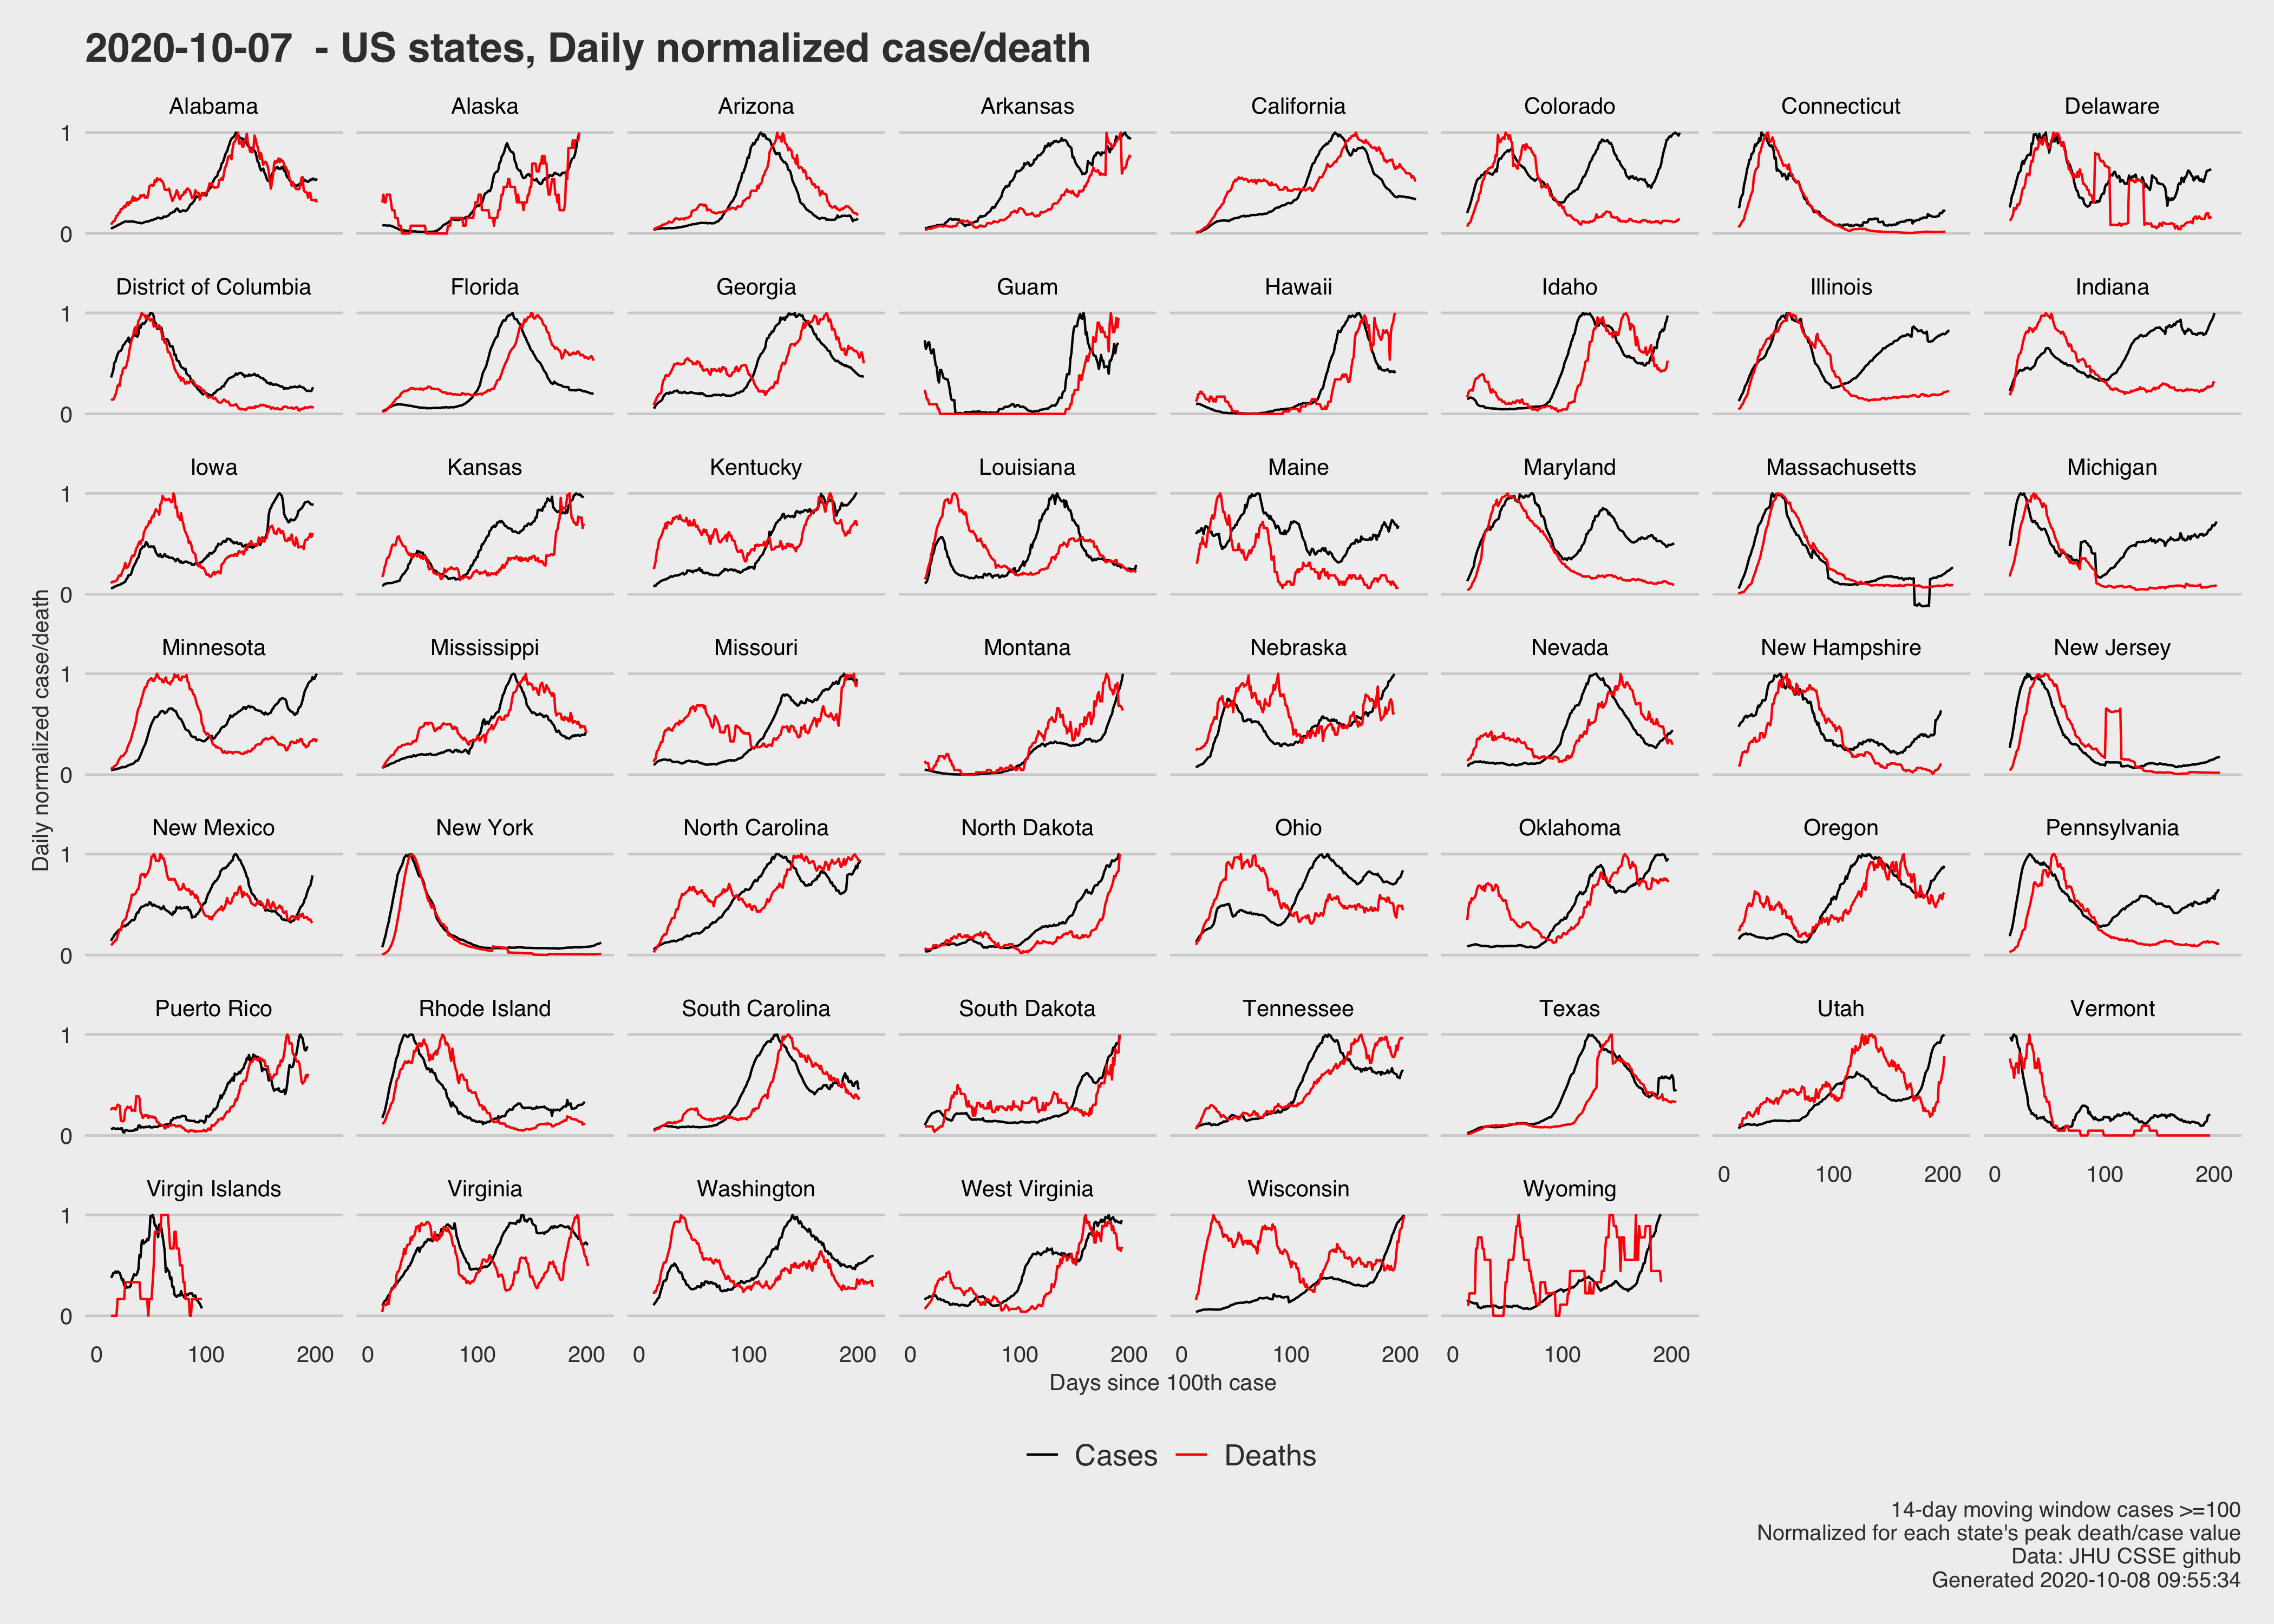 2020-10-07 - US states, Daily normalized case/death
Alabama Alaska Arizona Arkansas California Colorado Connecticut Delaware
1
0
District of Columbia Florida Georgia Guam Hawaii Idaho Illinois Indiana
1
0
Iowa Kansas Kentucky Louisiana Maine Maryland Massachusetts Michigan
1
0
Daily normalized case/death
Minnesota Mississippi Missouri Montana Nebraska Nevada New Hampshire New Jersey
1
0
New Mexico New York North Carolina North Dakota Ohio Oklahoma Oregon Pennsylvania
1
0
Puerto Rico Rhode Island South Carolina South Dakota Tennessee Texas Utah Vermont
1
0
0 100 200 0 100 200
Virgin Islands Virginia Washington West Virginia Wisconsin Wyoming
1
0
0 100 200 0 100 200 0 100 200 0 100 200 0 100 200 0 100 200
Days since 100th case
Cases Deaths
14-day moving window cases >=100
Normalized for each state's peak death/case value
Data: JHU CSSE github
Generated 2020-10-08 09:55:34